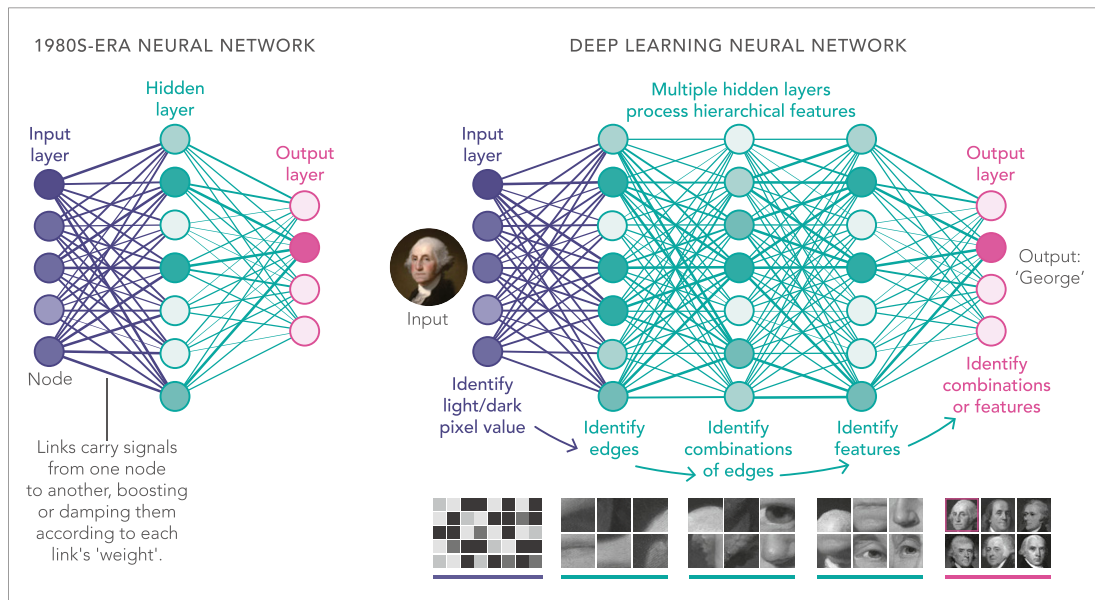 1980S-ERA NEURAL NETWORK
Hidden
layer
Input
layer
Output
layer
Node
Links carry signals
from one node
to another, boosting
or damping them
according to each
link's 'weight'.
DEEP LEARNING NEURAL NETWORK
Multiple hidden layers
process hierarchical features
Input
layer
Output
layer
Input
Output:
‘George’
Identify
light/dark
pixel value
Identify
edges
Identify
combinations
of edges
Identify
features
Identify
combinations
or features